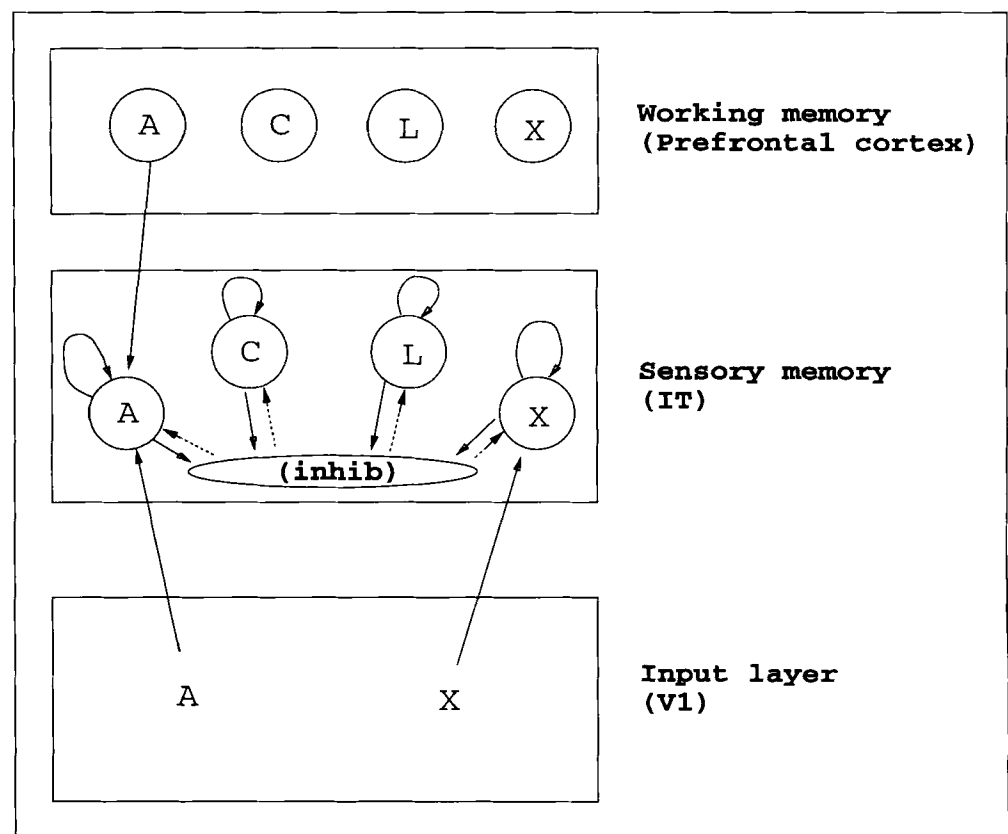 A C L X
Working memory
(Prefrontal cortex)
C L
A X
Sensory memory
(IT)
(inhib)
A X
Input layer
(V1)